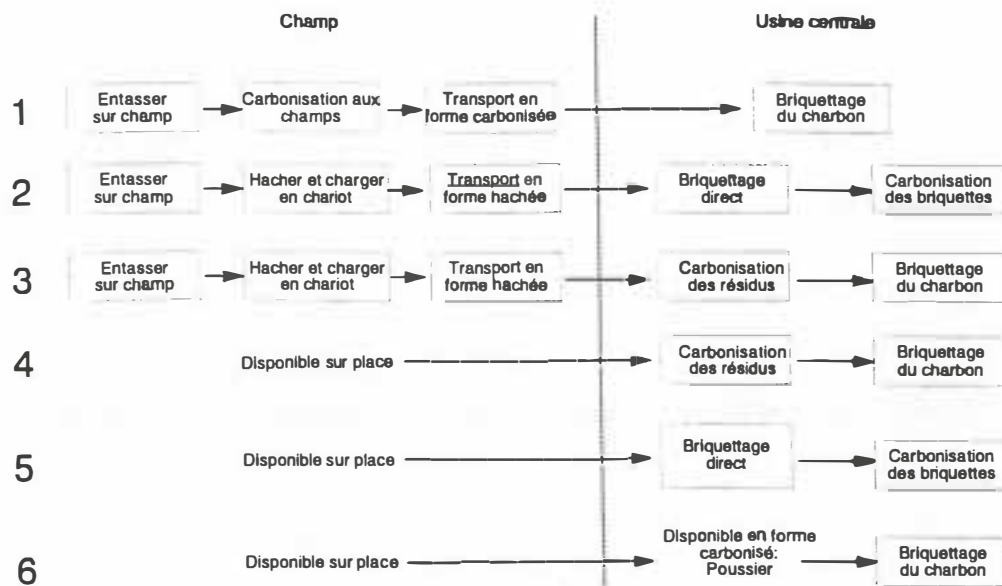 Champ
Usine centrale
1
Entasser
sur champ
Carbonisation aux
champs
Transport en
forme carbonisée
Briquettage
du charbon
2
Entasser
sur champ
Hacher et charger
en chariot
Transport en
forme hachée
Briquettage
direct
Carbonisation
des briquettes
3
Entasser
sur champ
Hacher et charger
en chariot
Transport en
forme hachée
Carbonisation
des résidus
Briquettage
du charbon
4
Disponible sur place
Carbonisation
des résidus
Briquettage
du charbon
5
Disponible sur place
Briquettage
direct
Carbonisation
des briquettes
6
Disponible sur place
Disponible en forme
carbonisé:
Poussier
Briquettage
du charbon